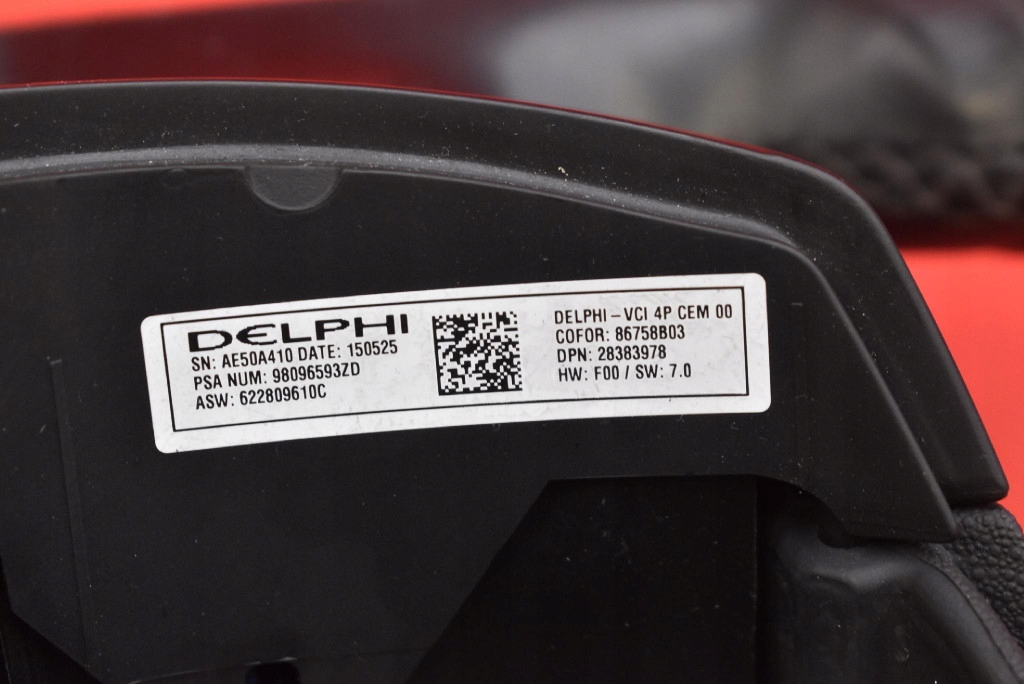 DELPHI
SN: AE50A410 DATE: 150525
PSA NUM: 98096593ZD
ASW: 622809610C
DELPHI - VCI 4P CEM 00
COFOR: 86758B03
DPN: 28383978
HW: F00 / SW: 7.0